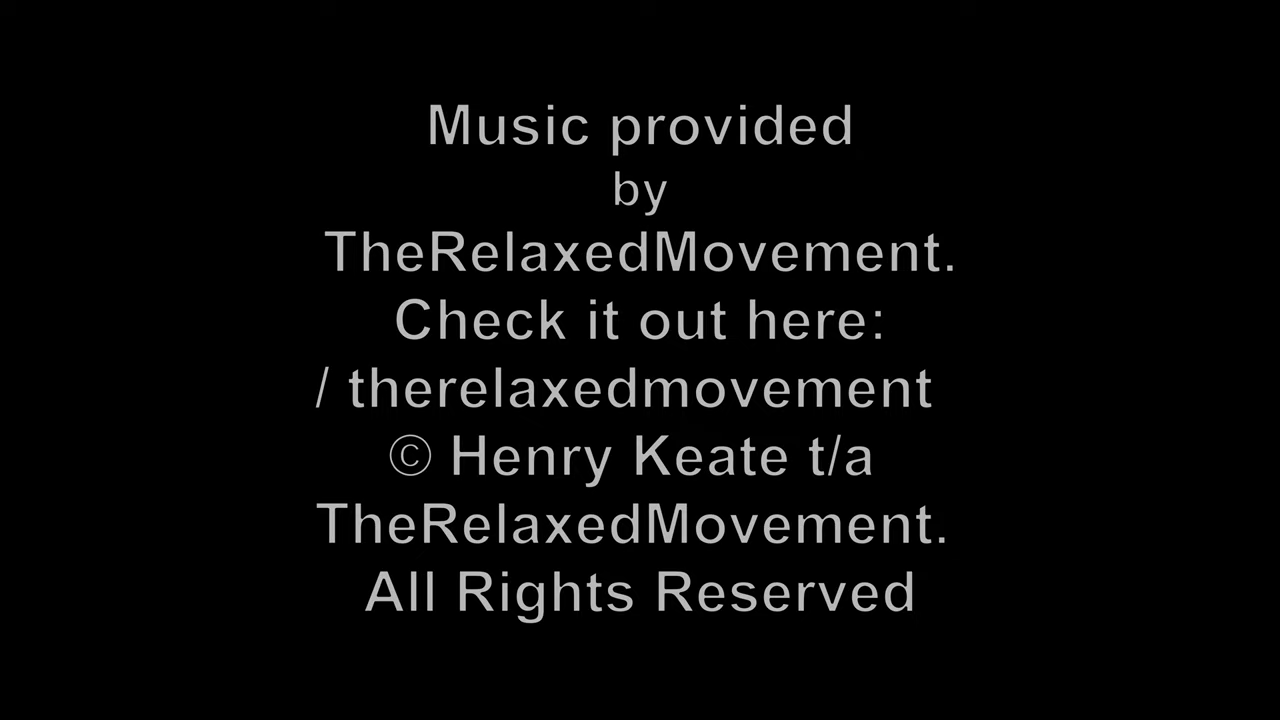 Music provided
by
TheRelaxedMovement.
Check it out here:
/ therelaxedmovement
© Henry Keate t/a
TheRelaxedMovement.
All Rights Reserved